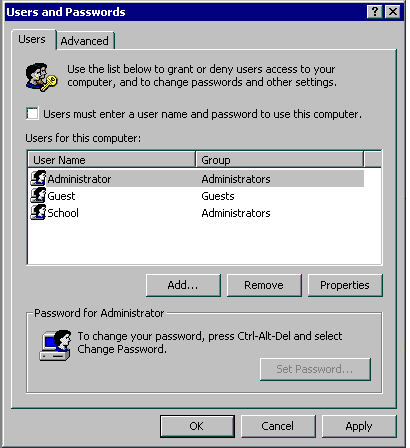 Users and Passwords
Users Advanced
Use the list below to grant or deny users access to your
computer, and to change passwords and other settings.
Users must enter a user name and password to use this computer.
Users for this computer:
User Name Group
Administrator Administrators
Guest Guests
School Administrators
Add... Remove Properties
Password for Administrator
To change your password, press Ctrl-Alt-Del and select
Change Password.
Set Password...
OK Cancel Apply